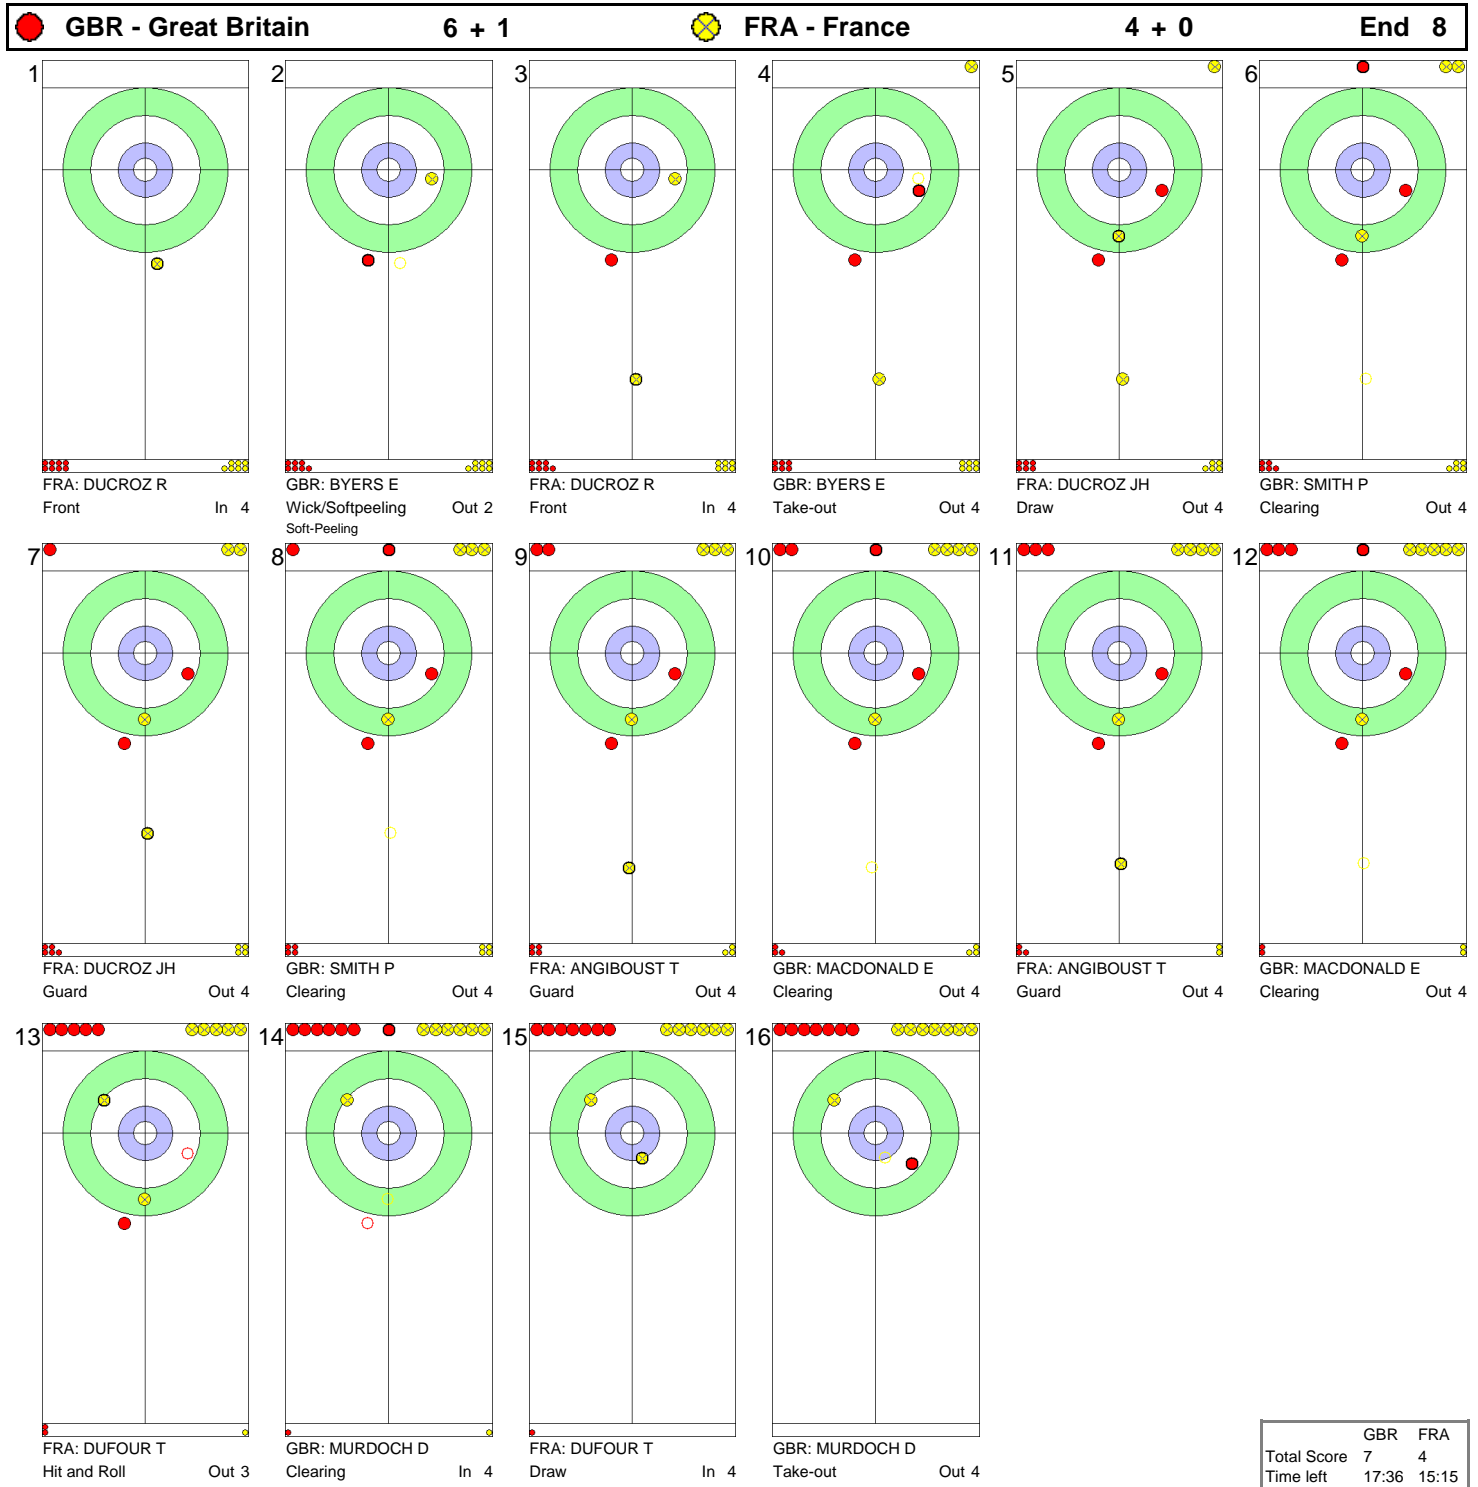 GBR - Great Britain 6 + 1 FRA - France 4 + 0 End 8
1 2 3 4 5 6
FRA: DUCROZ R GBR: BYERS E FRA: DUCROZ R GBR: BYERS E FRA: DUCROZ JH GBR: SMITH P
Front In 4 Wick/Softpeeling Out 2 Front In 4 Take-out Out 4 Draw Out 4 Clearing Out 4
Soft-Peeling
7 8 9 10 11 12
FRA: DUCROZ JH GBR: SMITH P FRA: ANGIBOUST T GBR: MACDONALD E FRA: ANGIBOUST T GBR: MACDONALD E
Guard Out 4 Clearing Out 4 Guard Out 4 Clearing Out 4 Guard Out 4 Clearing Out 4
13 14 15 16
FRA: DUFOUR T GBR: MURDOCH D FRA: DUFOUR T GBR: MURDOCH D
Hit and Roll Out 3 Clearing In 4 Draw In 4 Take-out Out 4
GBR FRA
Total Score 7 4
Time left 17:36 15:15